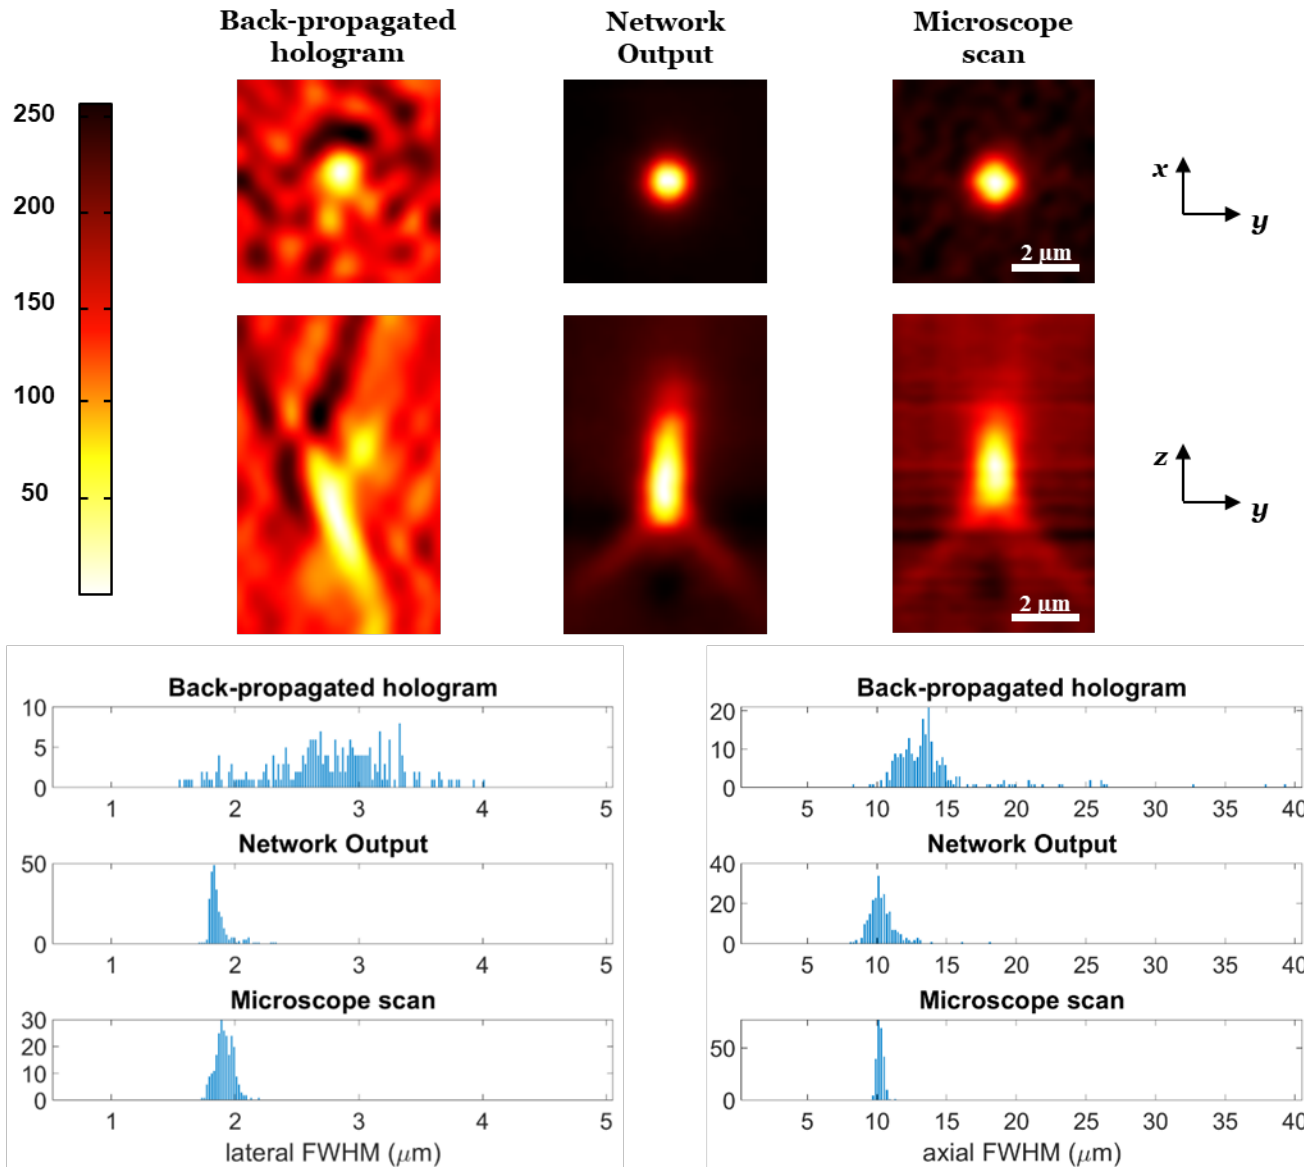 Back-propagated
hologram
Network
Output
Microscope
scan
250
200
150
100
50
x
y
2 μm
z
y
2 μm
Back-propagated hologram
10
5
0
1 2 3 4 5
Network Output
50
0
1 2 3 4 5
Microscope scan
30
20
10
0
1 2 3 4 5
lateral FWHM (μm)
Back-propagated hologram
20
10
0
5 10 15 20 25 30 35 40
Network Output
40
20
0
5 10 15 20 25 30 35 40
Microscope scan
50
0
5 10 15 20 25 30 35 40
axial FWHM (μm)